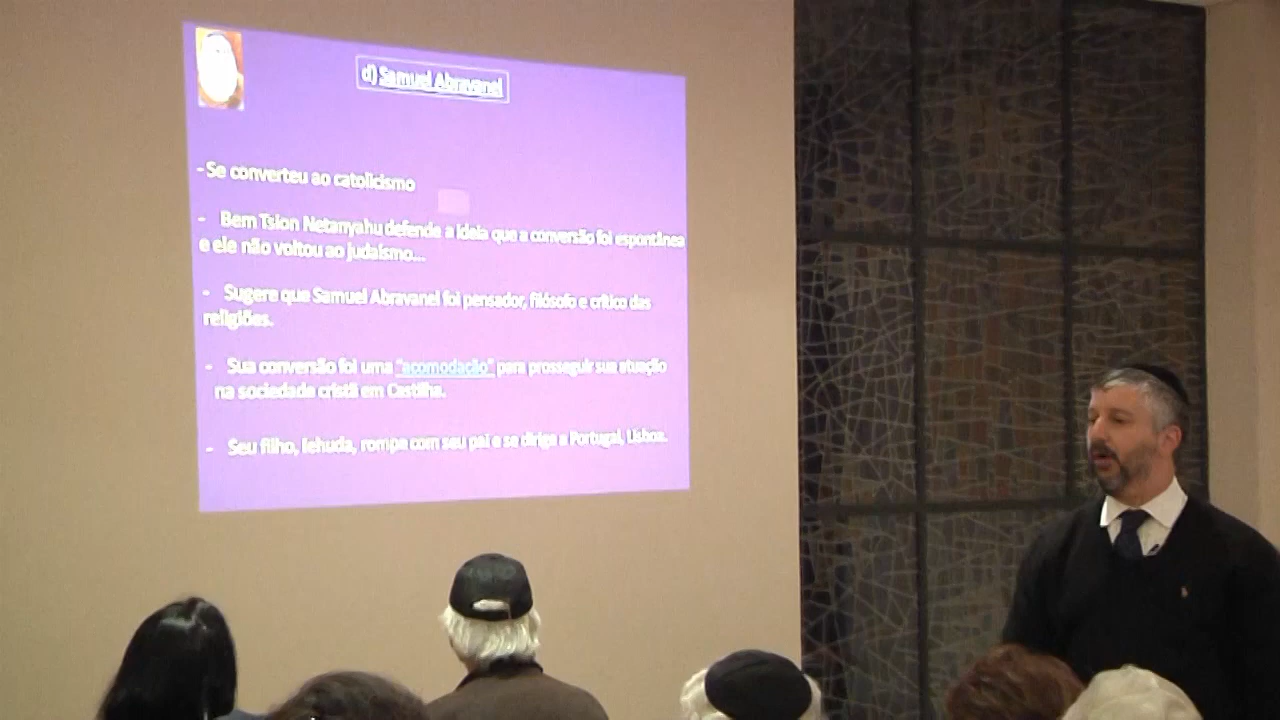 d) Samuel Abravanel
- Se converteu ao catolicismo
- Bem Tsion Netanyahu defende a ideia que a conversão foi espontânea
e ele não voltou ao judaísmo...
- Sugere que Samuel Abravanel foi pensador, filósofo e crítico das
religiões.
- Sua conversão foi uma "acomodação" para prosseguir sua atuação
na sociedade cristã em Castilha.
- Seu filho, Iehuda, rompe com seu pai e se dirige a Portugal, Lisboa.